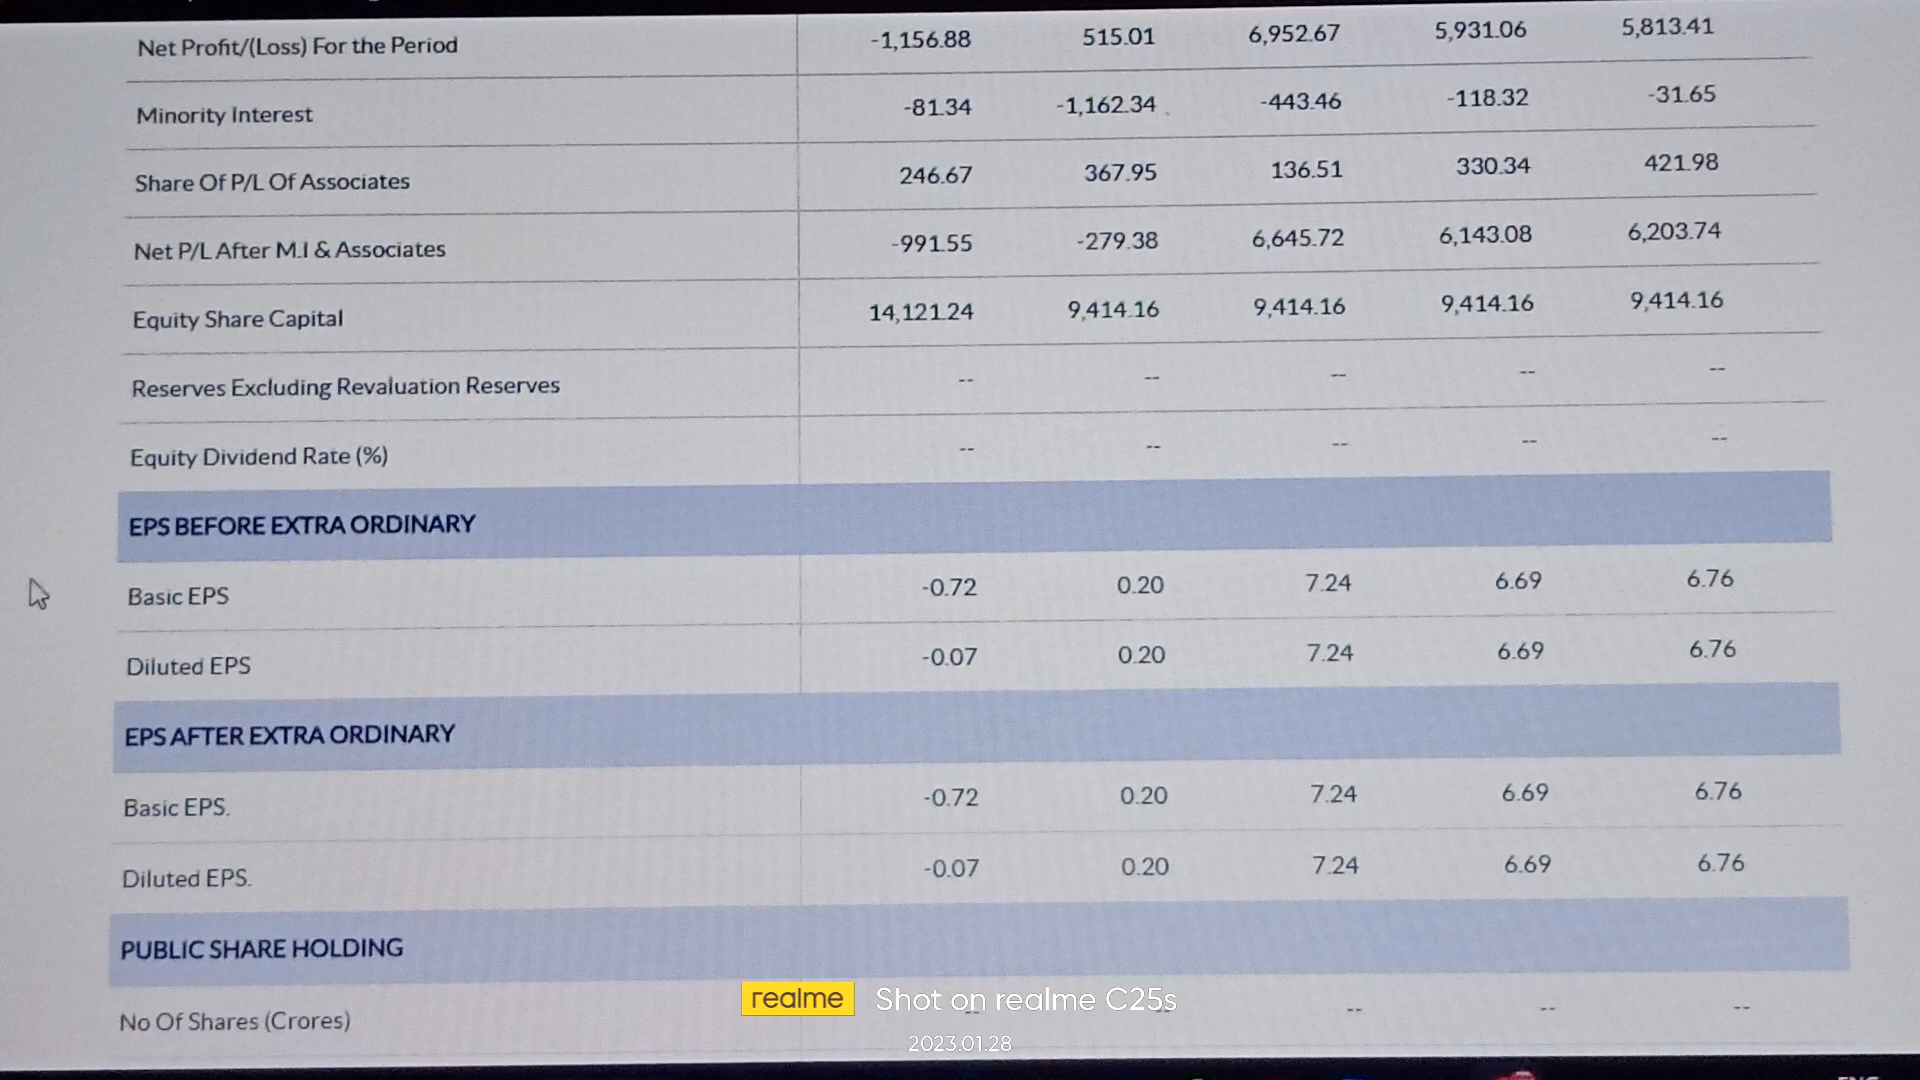 Net Profit/(Loss) For the Period -1,156.88 515.01 6,952.67 5,931.06 5,813.41
Minority Interest -81.34 -1,162.34 -443.46 -118.32 -31.65
Share Of P/L Of Associates 246.67 367.95 136.51 330.34 421.98
Net P/L After M.I & Associates -991.55 -279.38 6,645.72 6,143.08 6,203.74
Equity Share Capital 14,121.24 9,414.16 9,414.16 9,414.16 9,414.16
Reserves Excluding Revaluation Reserves -- -- -- -- --
Equity Dividend Rate (%) -- -- -- -- --
EPS BEFORE EXTRA ORDINARY
Basic EPS -0.72 0.20 7.24 6.69 6.76
Diluted EPS -0.07 0.20 7.24 6.69 6.76
EPS AFTER EXTRA ORDINARY
Basic EPS. -0.72 0.20 7.24 6.69 6.76
Diluted EPS. -0.07 0.20 7.24 6.69 6.76
PUBLIC SHARE HOLDING
No Of Shares (Crores) -- -- -- -- --
realme Shot on realme C25s
2023.01.28